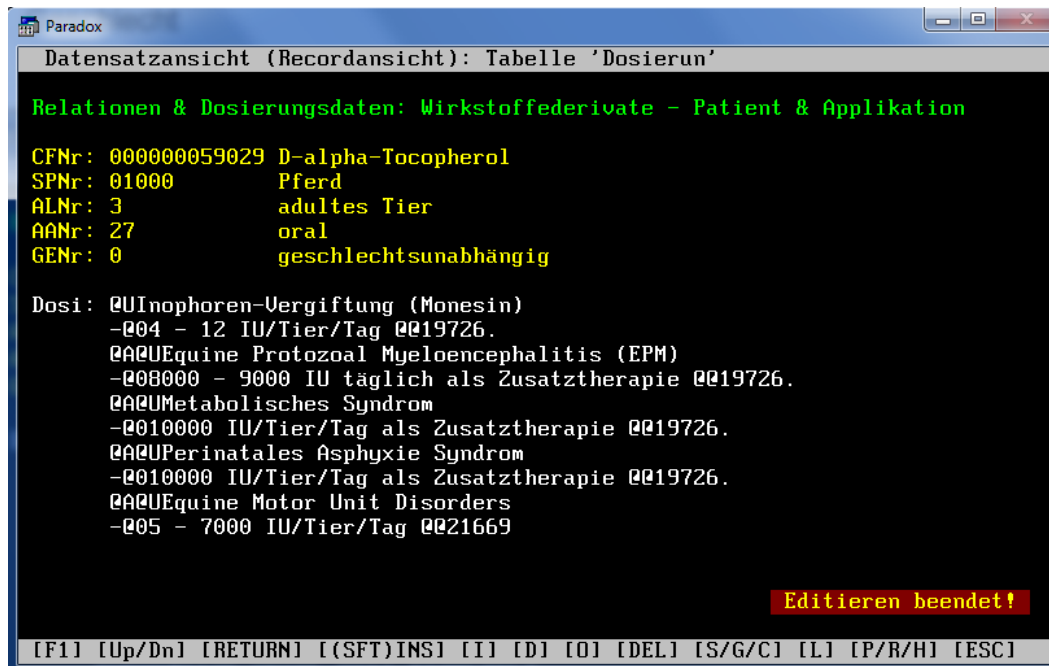 Paradox
Datensatzansicht (Recordansicht): Tabelle 'Dosierun'
Relationen & Dosierungsdaten: Wirkstoffederivate - Patient & Applikation
CFNr: 000000059029 D-alpha-Tocopherol
SPNr: 01000 Pferd
ALNr: 3 adultes Tier
AANr: 27 oral
GENr: 0 geschlechtsunabhängig
Dosi: @UInophoren-Vergiftung (Monesin)
-@04 - 12 IU/Tier/Tag @@19726.
@A@UEquine Protozoal Myeloencephalitis (EPM)
-@08000 - 9000 IU täglich als Zusatztherapie @@19726.
@A@UMetabolisches Syndrom
-@010000 IU/Tier/Tag als Zusatztherapie @@19726.
@A@UPerinatales Asphyxie Syndrom
-@010000 IU/Tier/Tag als Zusatztherapie @@19726.
@A@UEquine Motor Unit Disorders
-@05 - 7000 IU/Tier/Tag @@21669
Editieren beendet!
[F1] [Up/Dn] [RETURN] [(SFT)INS] [I] [D] [O] [DEL] [S/G/C] [L] [P/R/H] [ESC]